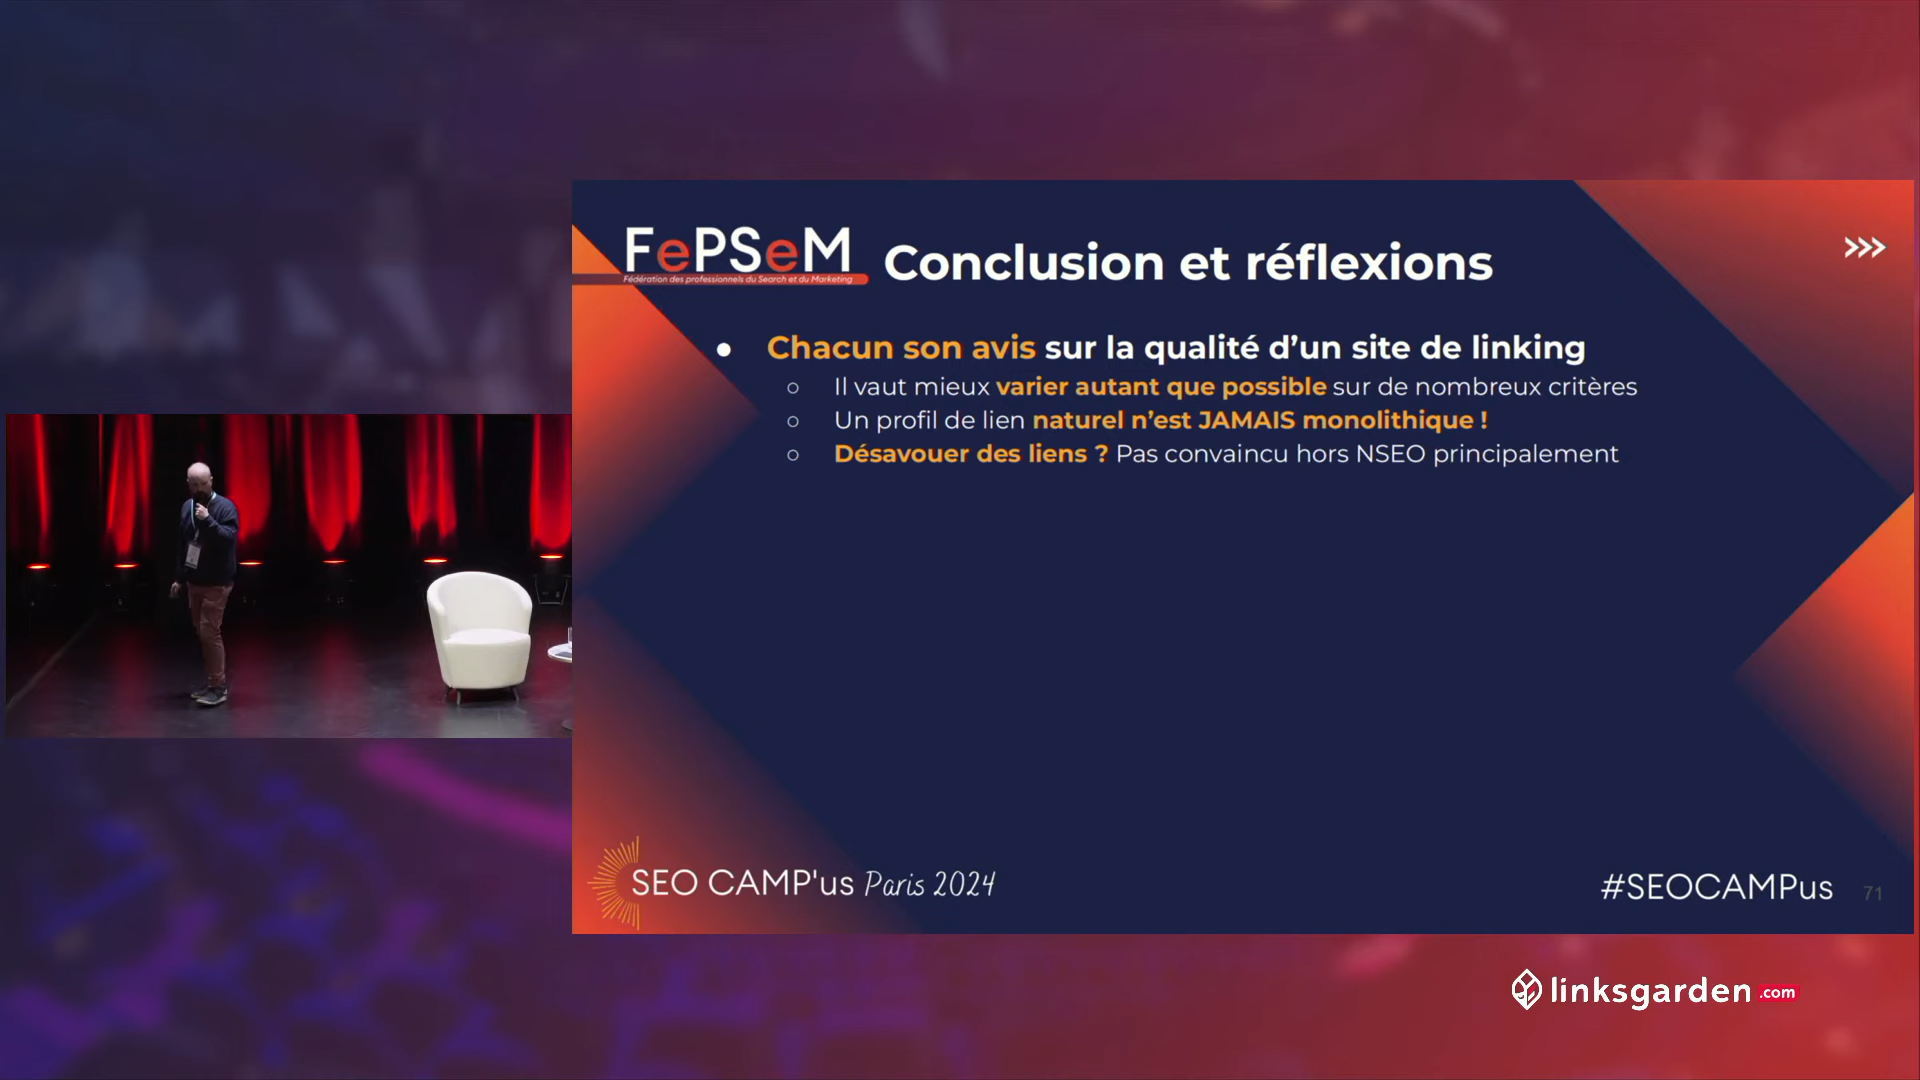 FePSeM
Fédération des professionnels du Search et du Marketing
Conclusion et réflexions
● Chacun son avis sur la qualité d’un site de linking
○ Il vaut mieux varier autant que possible sur de nombreux critères
○ Un profil de lien naturel n’est JAMAIS monolithique !
○ Désavouer des liens ? Pas convaincu hors NSEO principalement
SEO CAMP'us Paris 2024
#SEOCAMPus
71
linksgarden .com